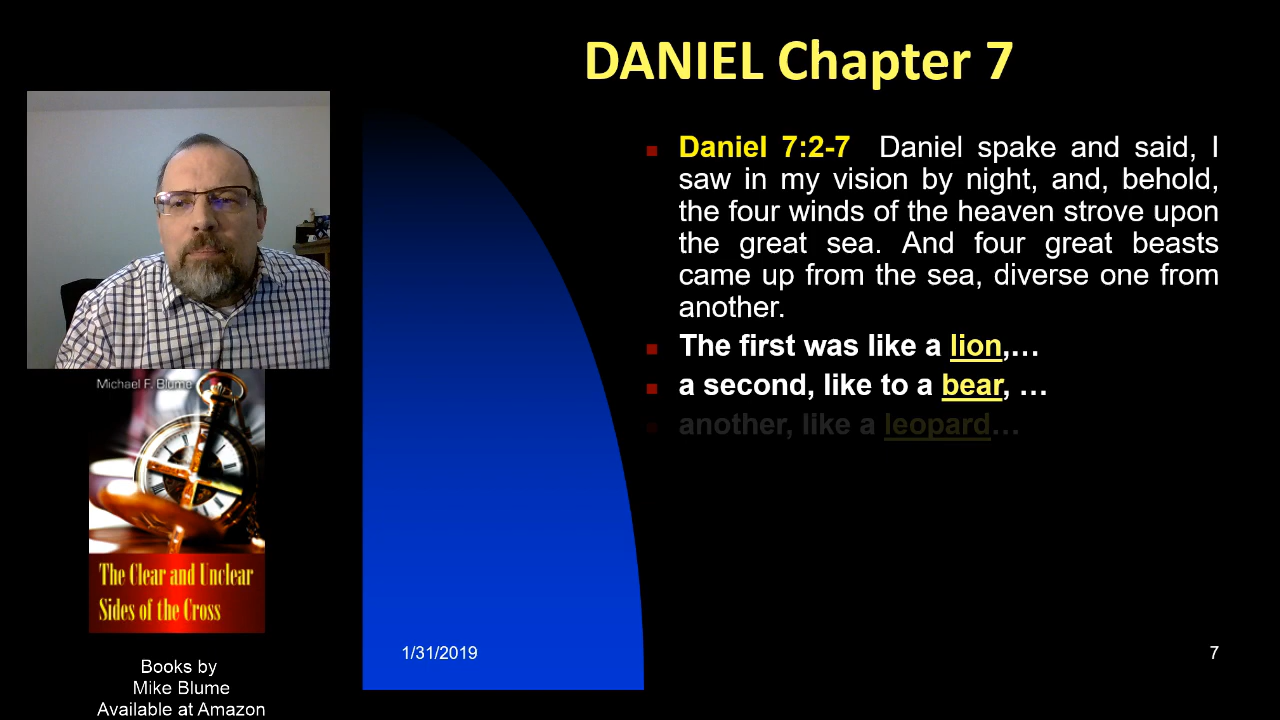 DANIEL Chapter 7
Daniel 7:2-7 Daniel spake and said, I
saw in my vision by night, and, behold,
the four winds of the heaven strove upon
the great sea. And four great beasts
came up from the sea, diverse one from
another.
The first was like a lion,…
a second, like to a bear, …
another, like a leopard…
Michael F. Blume
The Clear and Unclear
Sides of the Cross
Books by
Mike Blume
Available at Amazon
1/31/2019
7